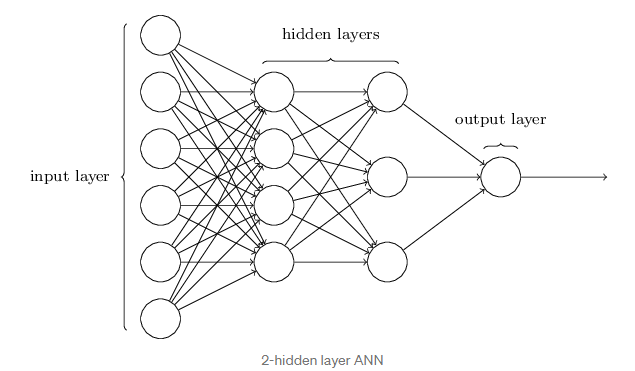 hidden layers
output layer
input layer
2-hidden layer ANN